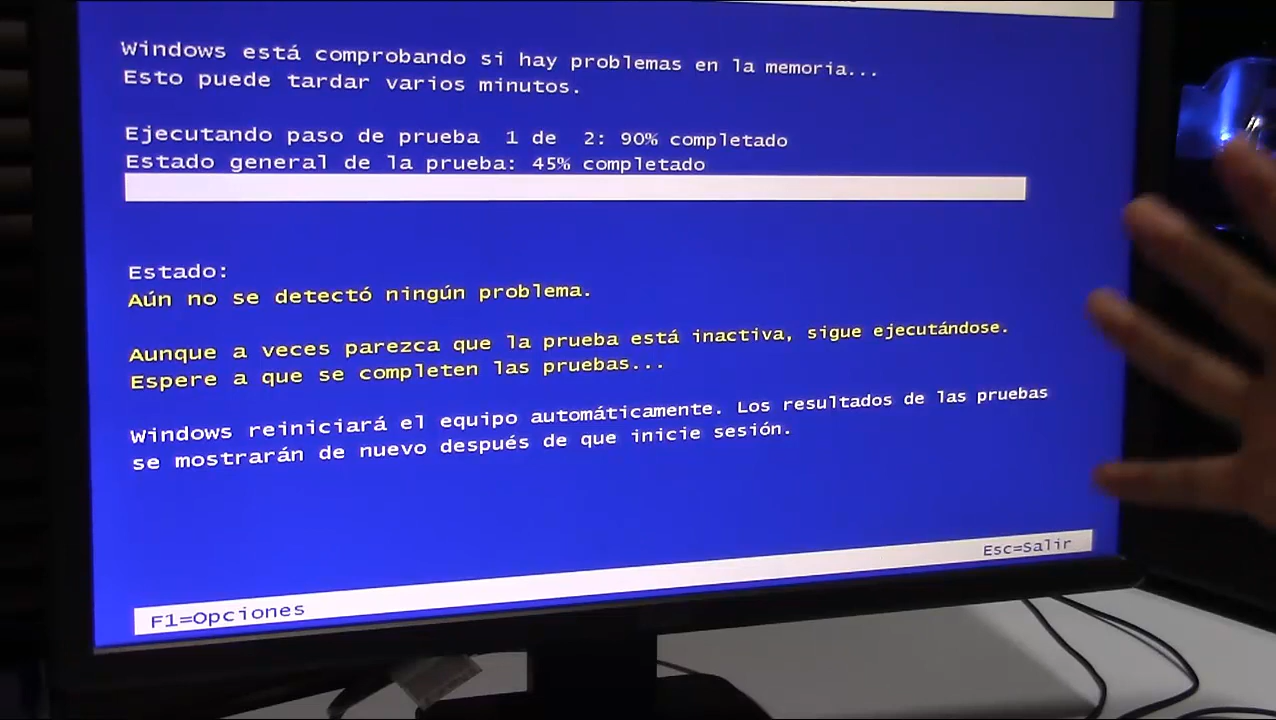 Windows está comprobando si hay problemas en la memoria...
Esto puede tardar varios minutos.
Ejecutando paso de prueba 1 de 2: 90% completado
Estado general de la prueba: 45% completado
Estado:
Aún no se detectó ningún problema.
Aunque a veces parezca que la prueba está inactiva, sigue ejecutándose.
Espere a que se completen las pruebas...
Windows reiniciará el equipo automáticamente. Los resultados de las pruebas
se mostrarán de nuevo después de que inicie sesión.
F1=Opciones
Esc=Salir